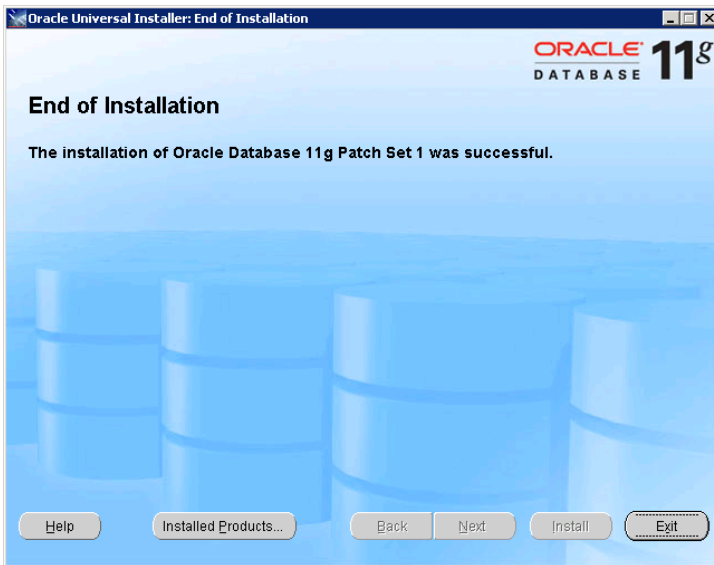 Oracle Universal Installer: End of Installation
ORACLE 11g
DATABASE
End of Installation
The installation of Oracle Database 11g Patch Set 1 was successful.
Help Installed Products... Back Next Install Exit